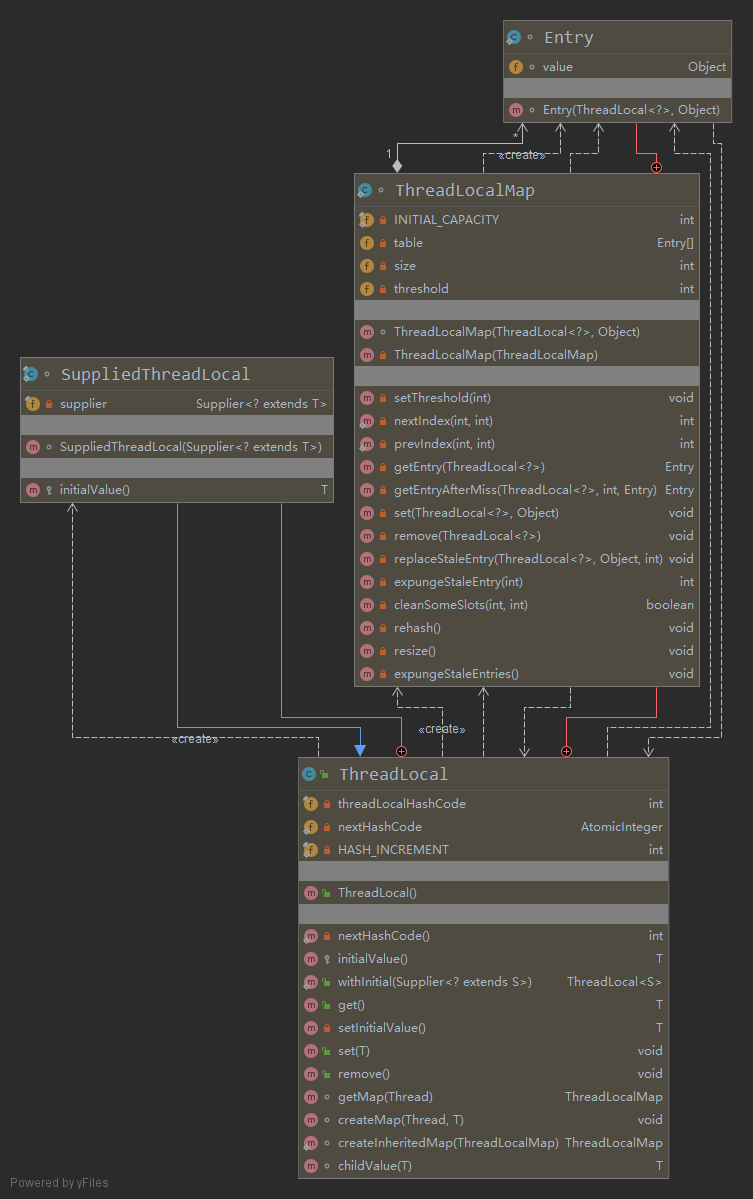 Entry
value Object
Entry(ThreadLocal<?>, Object)
*
1
«create»
ThreadLocalMap
INITIAL_CAPACITY int
table Entry[]
size int
threshold int
ThreadLocalMap(ThreadLocal<?>, Object)
ThreadLocalMap(ThreadLocalMap)
setThreshold(int) void
nextIndex(int, int) int
prevIndex(int, int) int
getEntry(ThreadLocal<?>) Entry
getEntryAfterMiss(ThreadLocal<?>, int, Entry) Entry
set(ThreadLocal<?>, Object) void
remove(ThreadLocal<?>) void
replaceStaleEntry(ThreadLocal<?>, Object, int) void
expungeStaleEntry(int) int
cleanSomeSlots(int, int) boolean
rehash() void
resize() void
expungeStaleEntries() void
SuppliedThreadLocal
supplier Supplier<? extends T>
SuppliedThreadLocal(Supplier<? extends T>)
initialValue() T
«create»
«create»
ThreadLocal
threadLocalHashCode int
nextHashCode AtomicInteger
HASH_INCREMENT int
ThreadLocal()
nextHashCode() int
initialValue() T
withInitial(Supplier<? extends S>) ThreadLocal<S>
get() T
setInitialValue() T
set(T) void
remove() void
getMap(Thread) ThreadLocalMap
createMap(Thread, T) void
createInheritedMap(ThreadLocalMap) ThreadLocalMap
childValue(T) T
Powered by yFiles